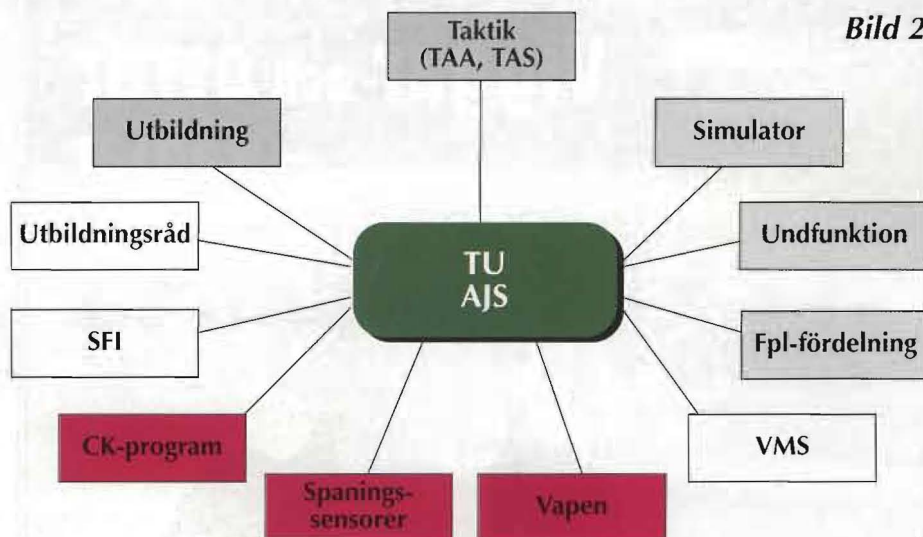 Bild 2
Taktik
(TAA, TAS)
Utbildning
Simulator
Utbildningsråd
Undfunktion
TU
AJS
SFI
Fpl-fördelning
CK-program
VMS
Spanings-
sensorer
Vapen